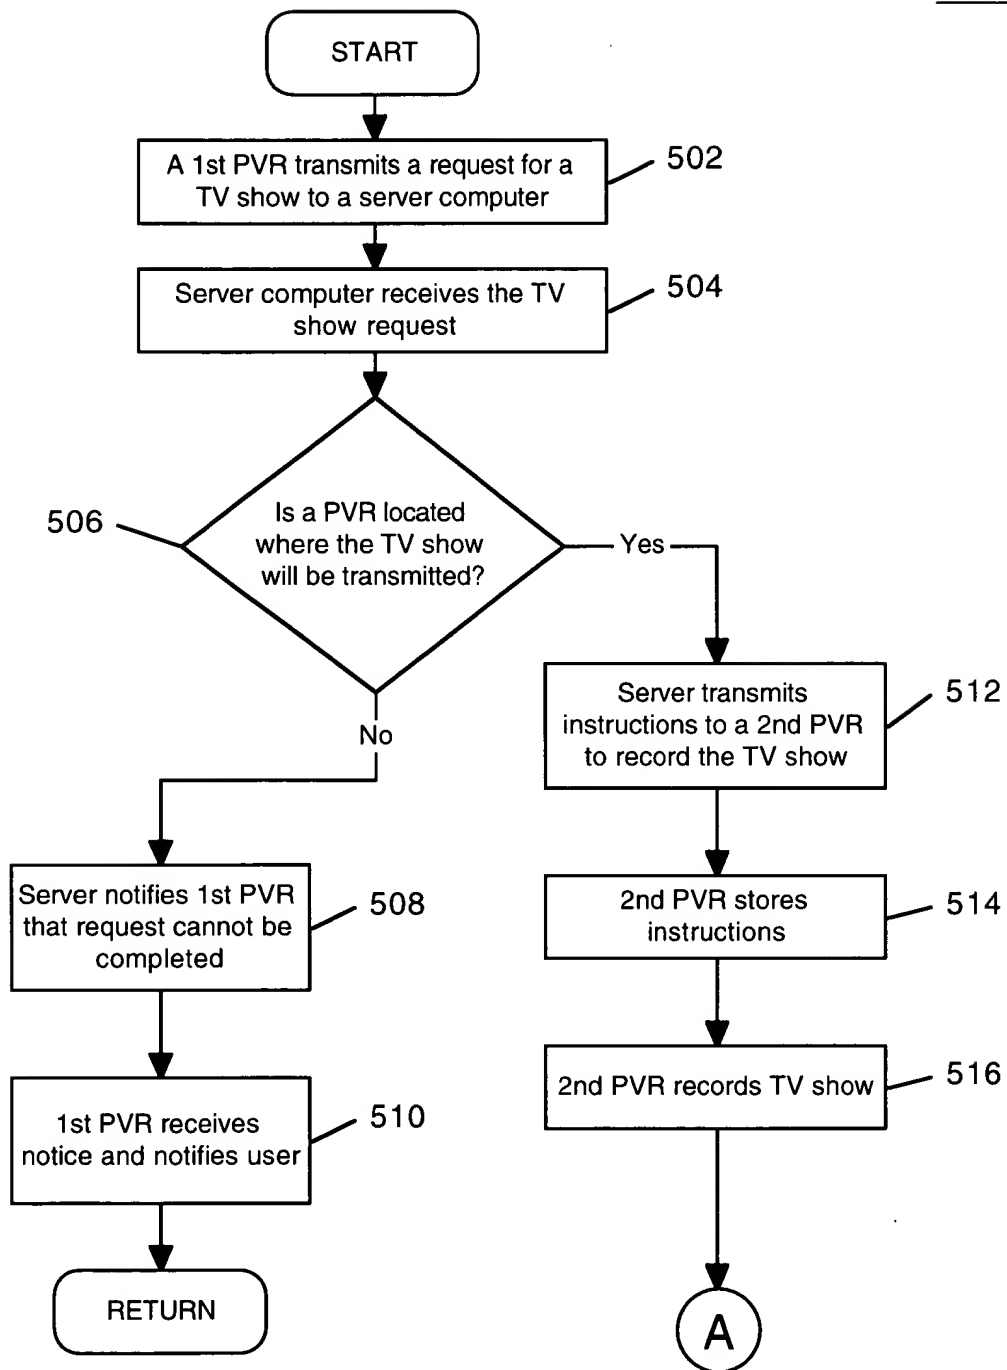 START
A 1st PVR transmits a request for a
TV show to a server computer
502
Server computer receives the TV
show request
504
506
Is a PVR located
where the TV show
will be transmitted?
Yes
No
Server transmits
instructions to a 2nd PVR
to record the TV show
512
Server notifies 1st PVR
that request cannot be
completed
508
2nd PVR stores
instructions
514
2nd PVR records TV show
516
1st PVR receives
notice and notifies user
510
RETURN
A